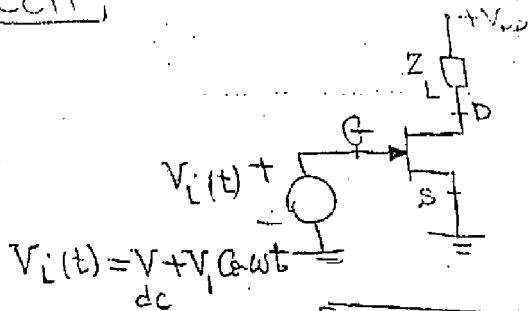 +V_DD
Z_L
D
G
V_i(t) +
-
S
V_i(t) = V_dc + V_1 Cos ωt